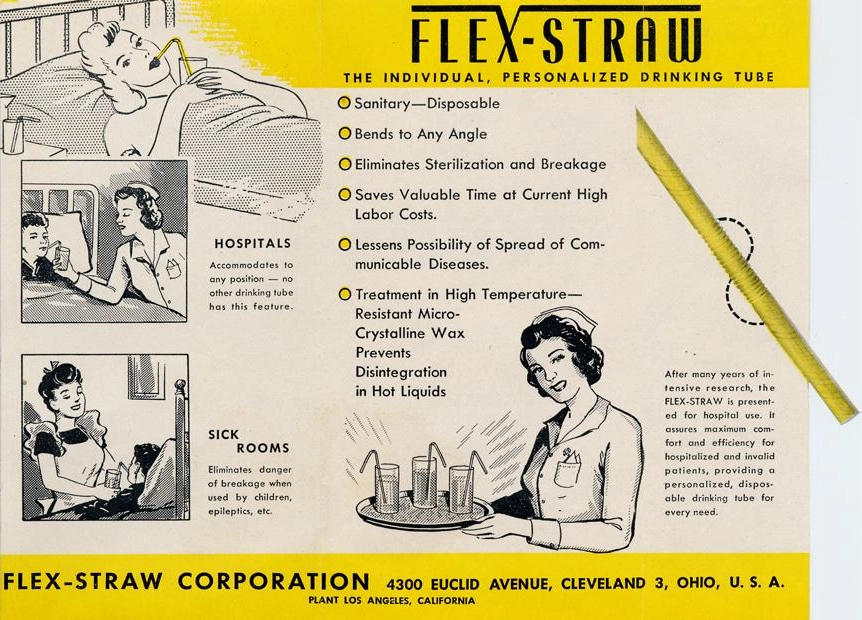 FLEX-STRAW
THE INDIVIDUAL, PERSONALIZED DRINKING TUBE
Sanitary—Disposable
Bends to Any Angle
Eliminates Sterilization and Breakage
Saves Valuable Time at Current High
Labor Costs.
Lessens Possibility of Spread of Com-
municable Diseases.
Treatment in High Temperature—
Resistant Micro-
Crystalline Wax
Prevents
Disintegration
in Hot Liquids
HOSPITALS
Accommodates to
any position — no
other drinking tube
has this feature.
SICK
ROOMS
Eliminates danger
of breakage when
used by children,
epileptics, etc.
After many years of in-
tensive research, the
FLEX-STRAW is present-
ed for hospital use. It
assures maximum com-
fort and efficiency for
hospitalized and invalid
patients, providing a
personalized, dispos-
able drinking tube for
every need.
FLEX-STRAW CORPORATION 4300 EUCLID AVENUE, CLEVELAND 3, OHIO, U. S. A.
PLANT LOS ANGELES, CALIFORNIA